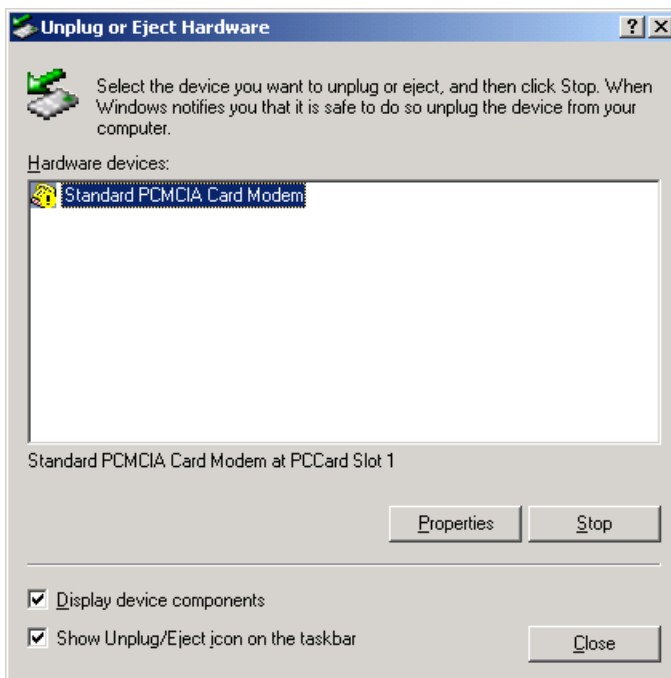 Unplug or Eject Hardware
Select the device you want to unplug or eject, and then click Stop. When
Windows notifies you that it is safe to do so unplug the device from your
computer.
Hardware devices:
Standard PCMCIA Card Modem
Standard PCMCIA Card Modem at PCCard Slot 1
Properties Stop
Display device components
Show Unplug/Eject icon on the taskbar
Close